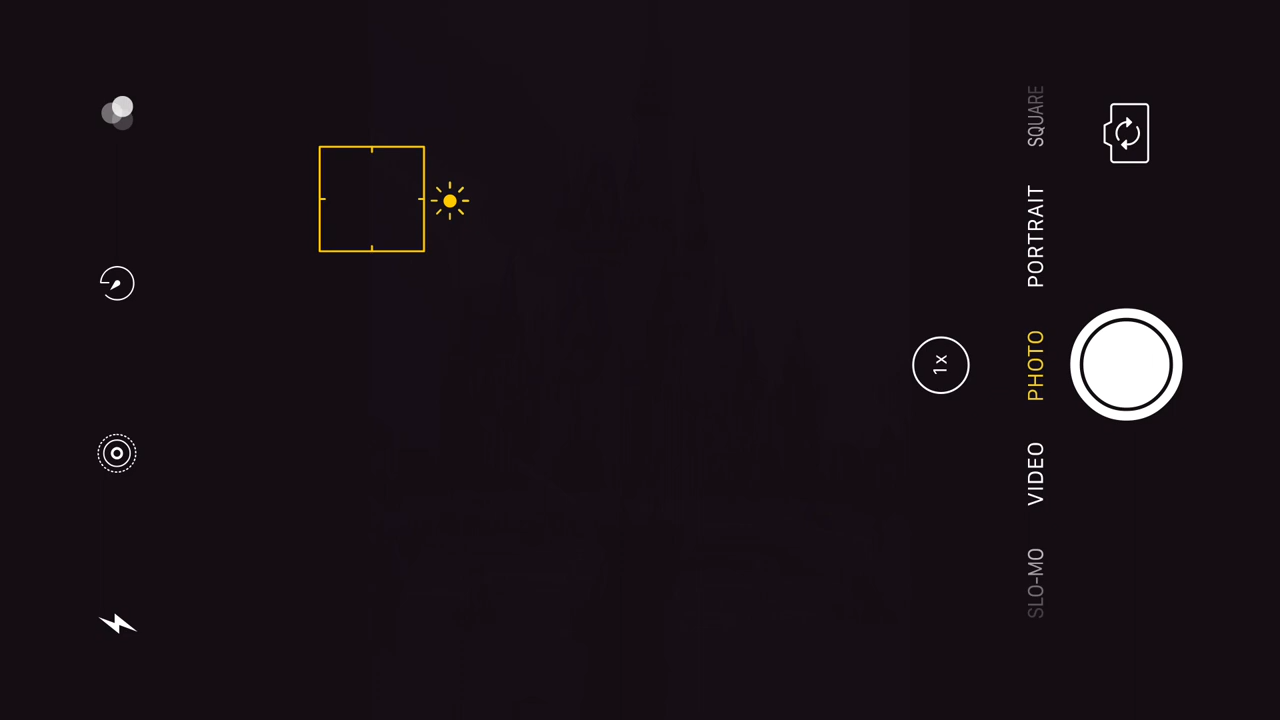 SQUARE
PORTRAIT
PHOTO
VIDEO
SLO-MO
1x